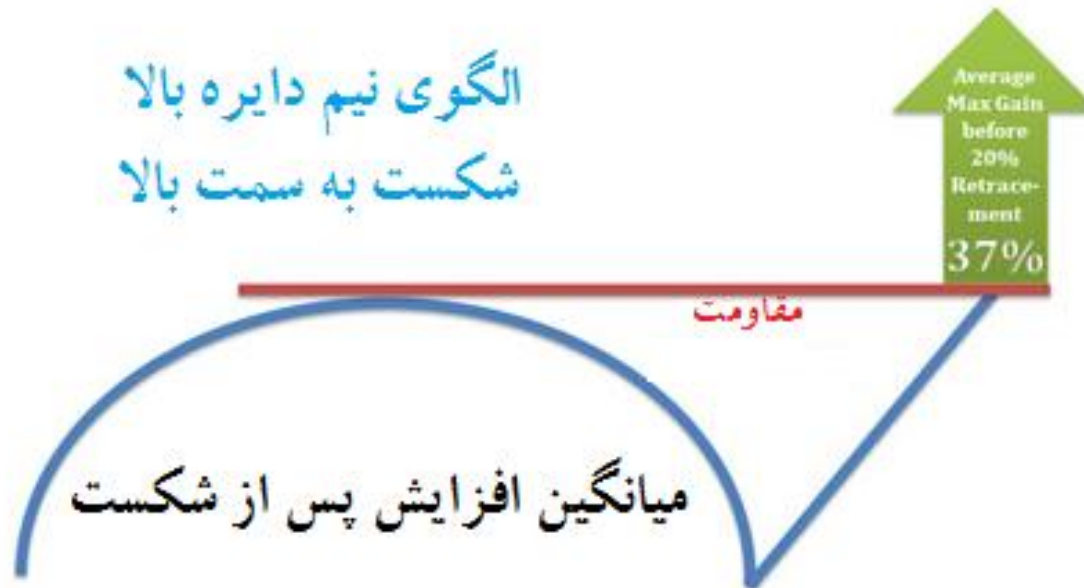 الگوی نیم دایره بالا
شکست به سمت بالا
Average
Max Gain
before
20%
Retrace-
ment
37%
مقاومت
میانگین افزایش پس از شکست